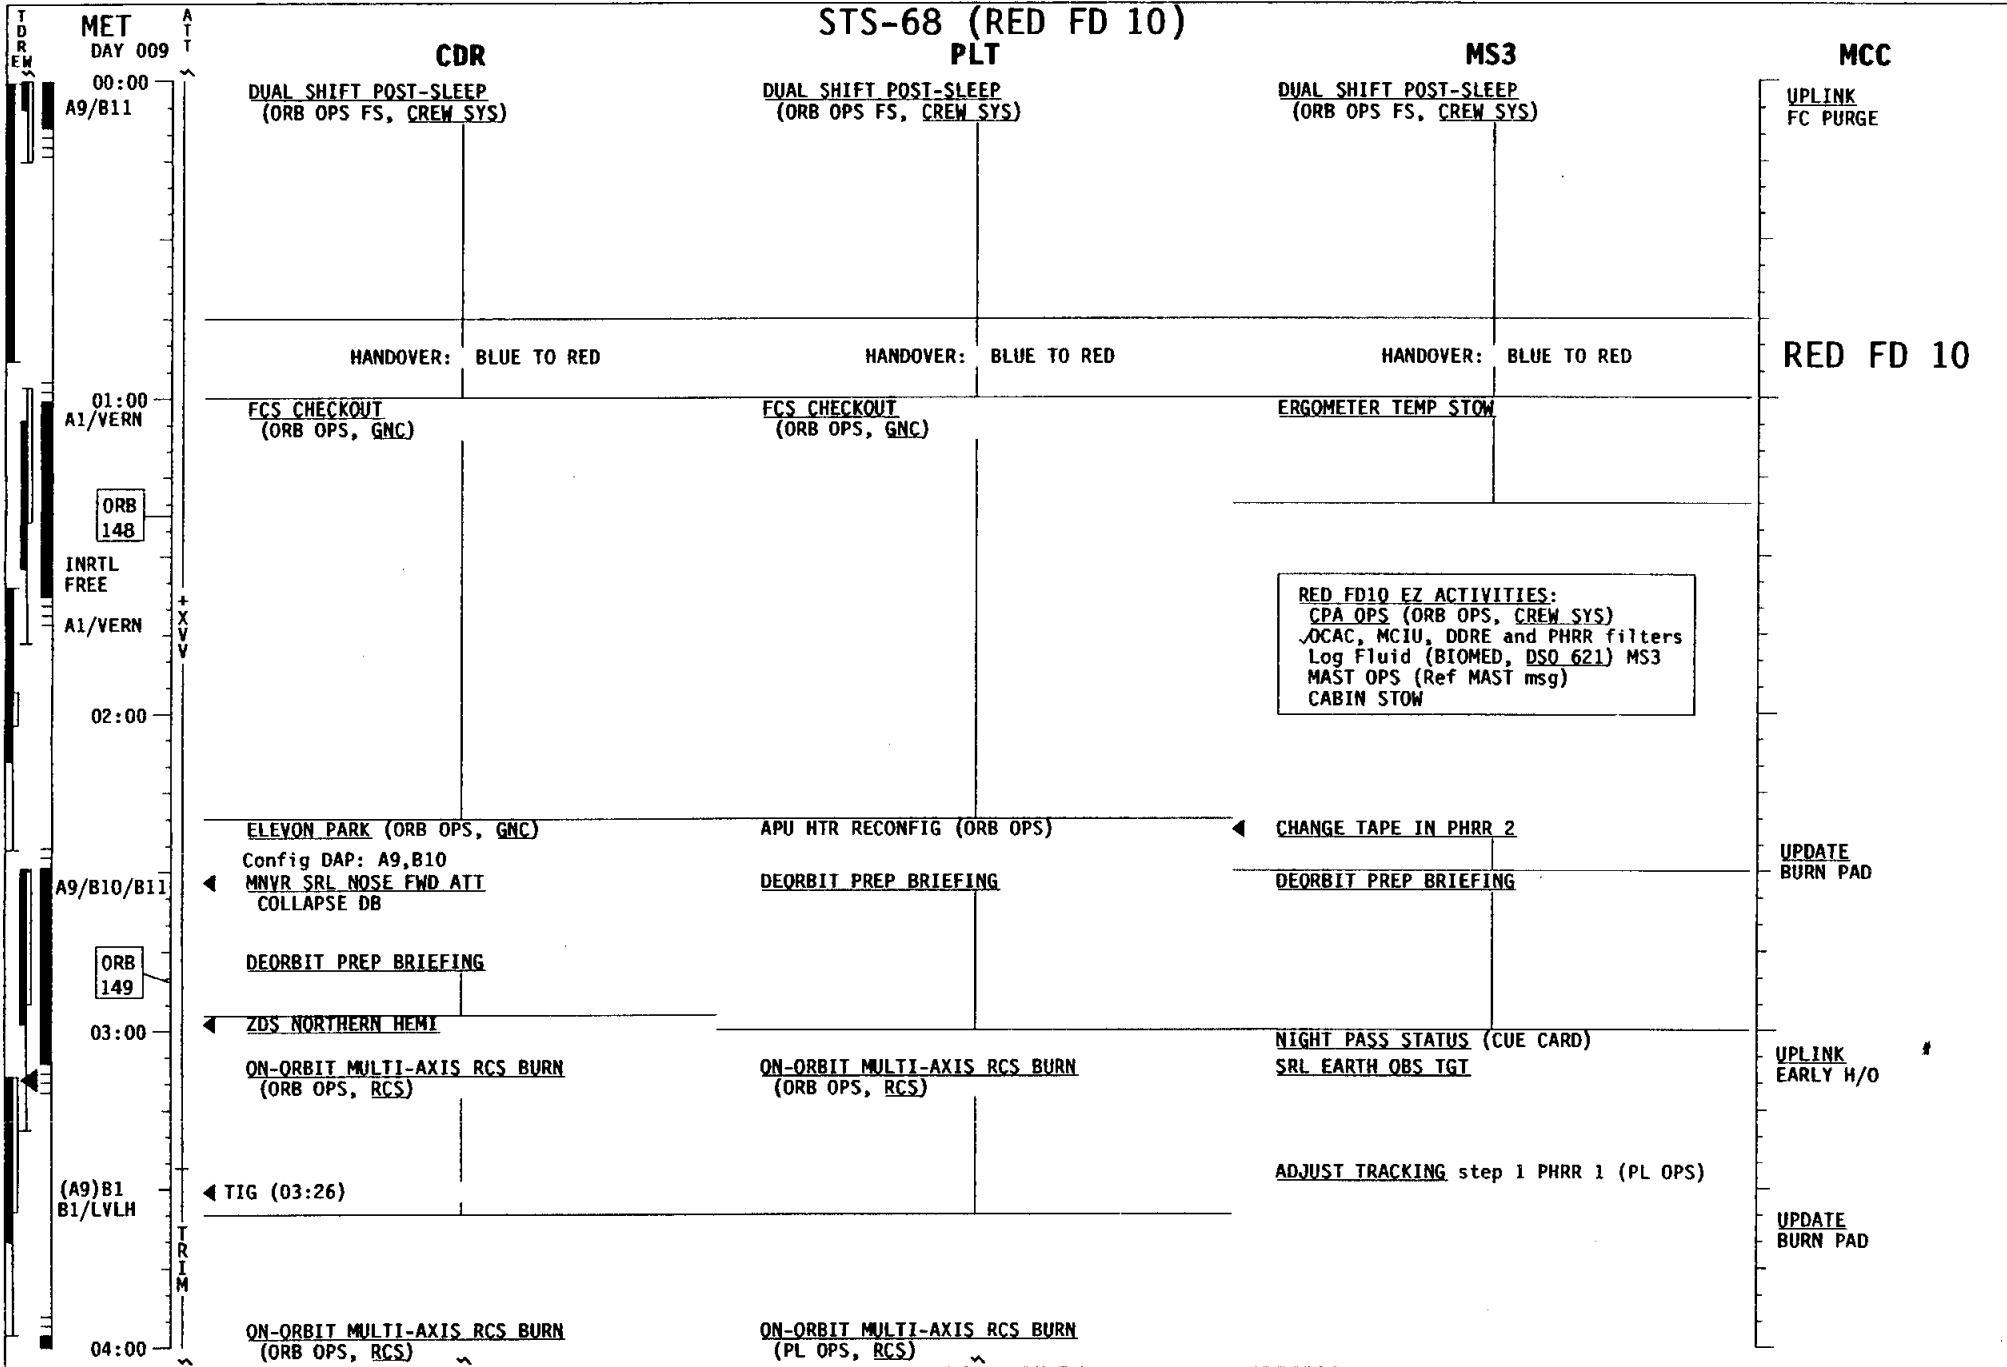 STS-68 (RED FD 10)
TDRE W
MET
DAY 009
ATT
CDR
PLT
MS3
MCC
00:00
A9/B11
DUAL SHIFT POST-SLEEP
(ORB OPS FS, CREW SYS)
DUAL SHIFT POST-SLEEP
(ORB OPS FS, CREW SYS)
DUAL SHIFT POST-SLEEP
(ORB OPS FS, CREW SYS)
UPLINK
FC PURGE
HANDOVER: BLUE TO RED
HANDOVER: BLUE TO RED
HANDOVER: BLUE TO RED
RED FD 10
01:00
A1/VERN
FCS CHECKOUT
(ORB OPS, GNC)
FCS CHECKOUT
(ORB OPS, GNC)
ERGOMETER TEMP STOW
ORB
148
INRTL
FREE
A1/VERN
+XVV
RED FD10 EZ ACTIVITIES:
CPA OPS (ORB OPS, CREW SYS)
√OCAC, MCIU, DDRE and PHRR filters
Log Fluid (BIOMED, DSO 621) MS3
MAST OPS (Ref MAST msg)
CABIN STOW
02:00
ELEVON PARK (ORB OPS, GNC)
Config DAP: A9,B10
MNVR SRL NOSE FWD ATT
COLLAPSE DB
APU HTR RECONFIG (ORB OPS)
DEORBIT PREP BRIEFING
CHANGE TAPE IN PHRR 2
DEORBIT PREP BRIEFING
UPDATE
BURN PAD
A9/B10/B11
ORB
149
DEORBIT PREP BRIEFING
03:00
ZDS NORTHERN HEMI
ON-ORBIT MULTI-AXIS RCS BURN
(ORB OPS, RCS)
ON-ORBIT MULTI-AXIS RCS BURN
(ORB OPS, RCS)
NIGHT PASS STATUS (CUE CARD)
SRL EARTH OBS TGT
UPLINK
EARLY H/O
ADJUST TRACKING step 1 PHRR 1 (PL OPS)
(A9)B1
B1/LVLH
TIG (03:26)
TRIM
UPDATE
BURN PAD
04:00
ON-ORBIT MULTI-AXIS RCS BURN
(ORB OPS, RCS)
ON-ORBIT MULTI-AXIS RCS BURN
(PL OPS, RCS)